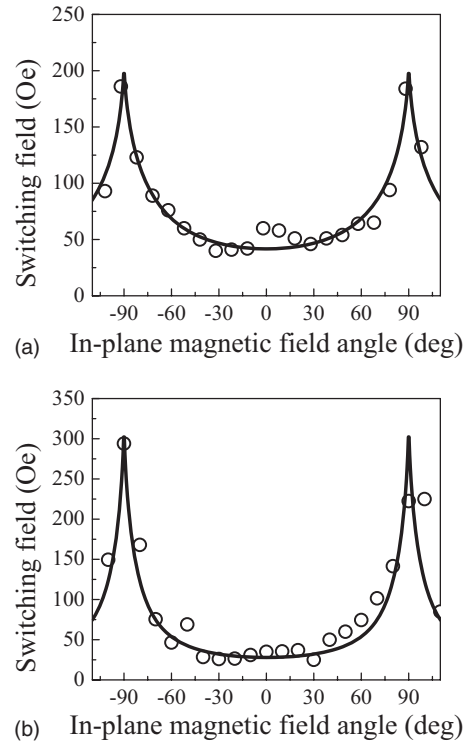 250
200
150
100
50
0
Switching field (Oe)
-90 -60 -30 0 30 60 90
(a) In-plane magnetic field angle (deg)
350
300
250
200
150
100
50
0
Switching field (Oe)
-90 -60 -30 0 30 60 90
(b) In-plane magnetic field angle (deg)